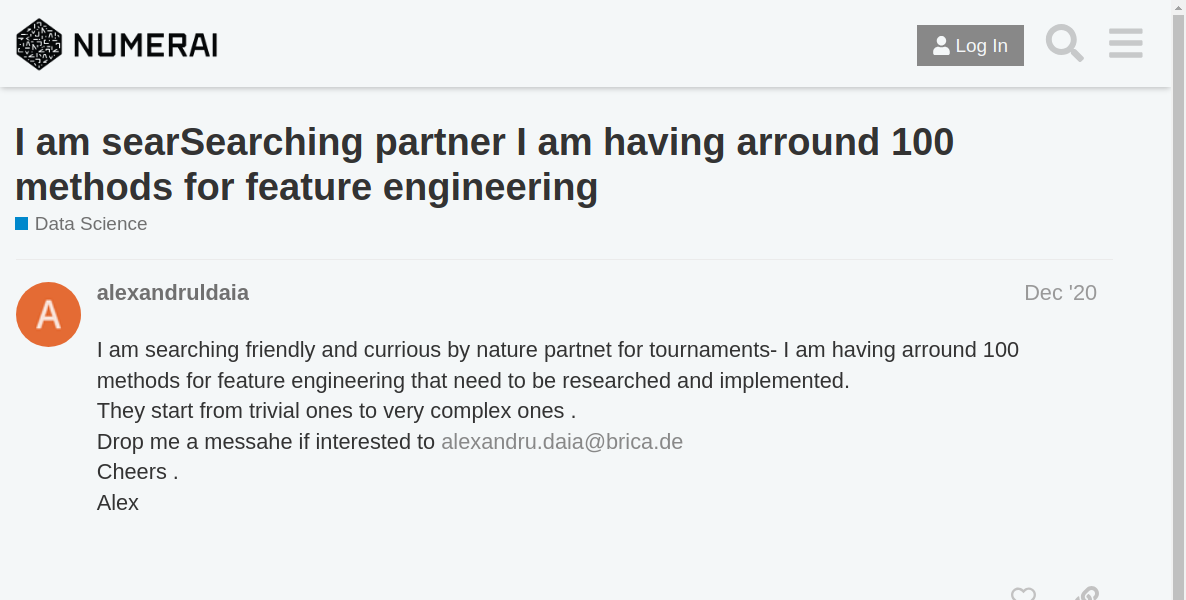 NUMERAI
Log In
I am searSearching partner I am having arround 100
methods for feature engineering
Data Science
A
alexandruldaia
Dec '20
I am searching friendly and currious by nature partnet for tournaments- I am having arround 100
methods for feature engineering that need to be researched and implemented.
They start from trivial ones to very complex ones .
Drop me a messahe if interested to alexandru.daia@brica.de
Cheers .
Alex